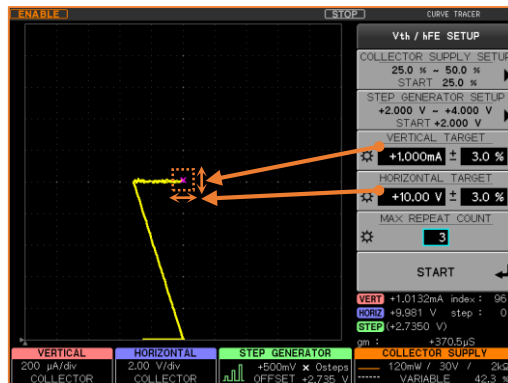 ENABLE STOP CURVE TRACER
Vth / hFE SETUP
COLLECTOR SUPPLY SETUP
25.0 % ~ 50.0 %
START 25.0 %
STEP GENERATOR SETUP
+2.000 V ~ +4.000 V
START +2.000 V
VERTICAL TARGET
+1.000mA ± 3.0 %
HORIZONTAL TARGET
+10.00 V ± 3.0 %
MAX REPEAT COUNT
3
START
VERT +1.0132mA index: 96
HORIZ +9.981 V step: 0
STEP (+2.7350 V)
gm : +370.5µS
VERTICAL HORIZONTAL STEP GENERATOR COLLECTOR SUPPLY
200 µA/div 2.00 V/div +500mV × 0steps 120mW / 30V / 2kΩ
COLLECTOR COLLECTOR OFFSET +2.735 V VARIABLE 42.3 %